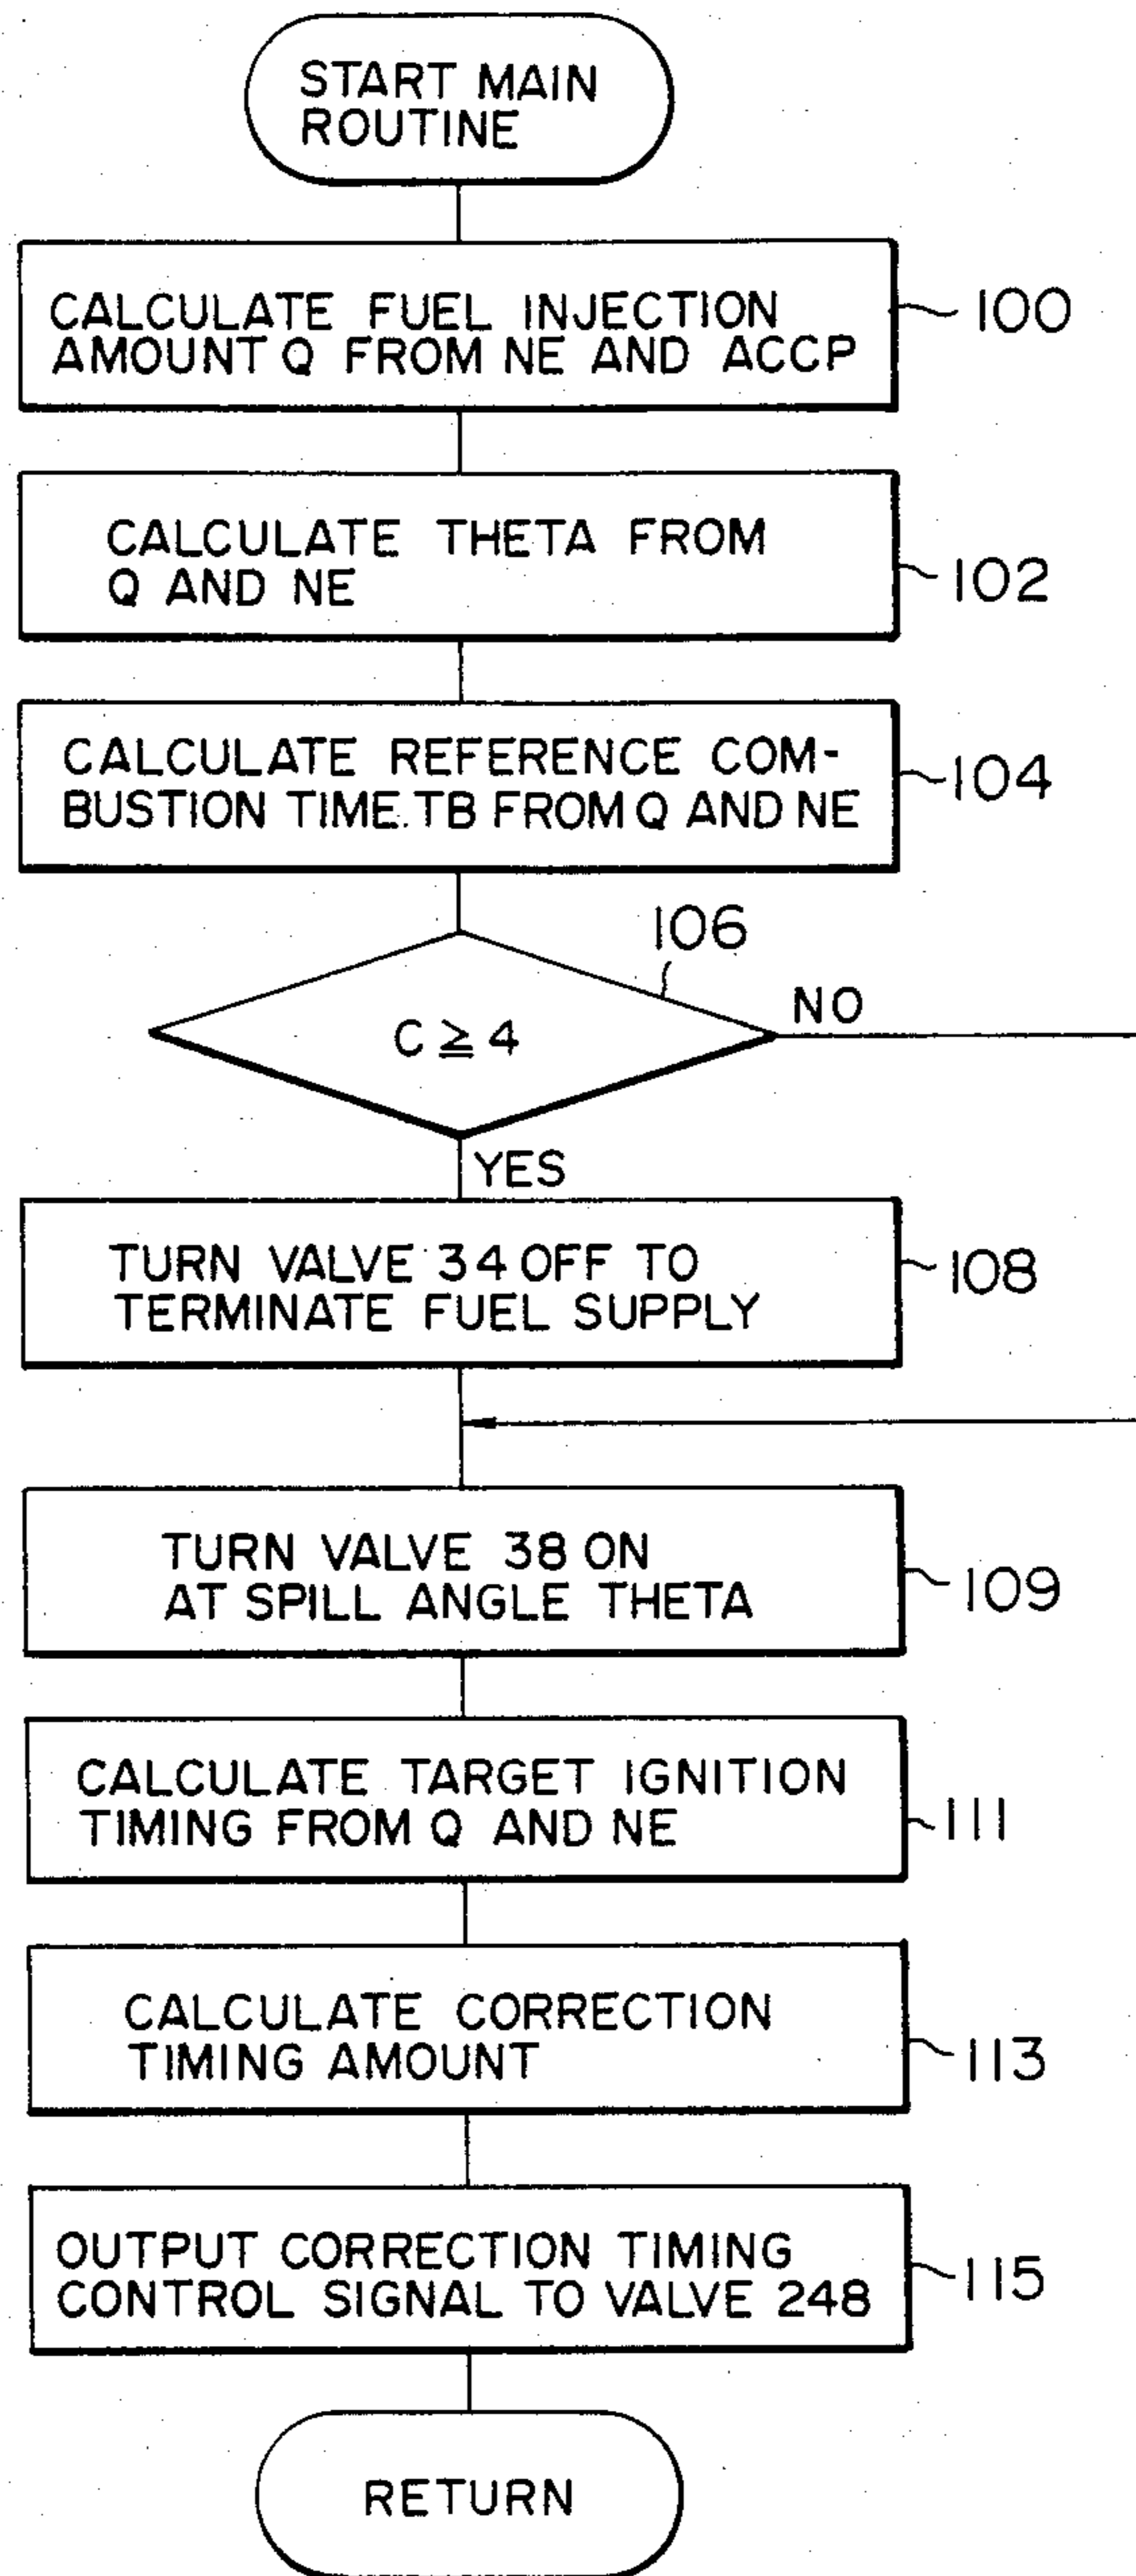 START MAIN
ROUTINE
CALCULATE FUEL INJECTION
AMOUNT Q FROM NE AND ACCP
100
CALCULATE THETA FROM
Q AND NE
102
CALCULATE REFERENCE COM-
BUSTION TIME TB FROM Q AND NE
104
106
C ≧ 4
NO
YES
TURN VALVE 34 OFF TO
TERMINATE FUEL SUPPLY
108
TURN VALVE 38 ON
AT SPILL ANGLE THETA
109
CALCULATE TARGET IGNITION
TIMING FROM Q AND NE
111
CALCULATE CORRECTION
TIMING AMOUNT
113
OUTPUT CORRECTION TIMING
CONTROL SIGNAL TO VALVE 248
115
RETURN